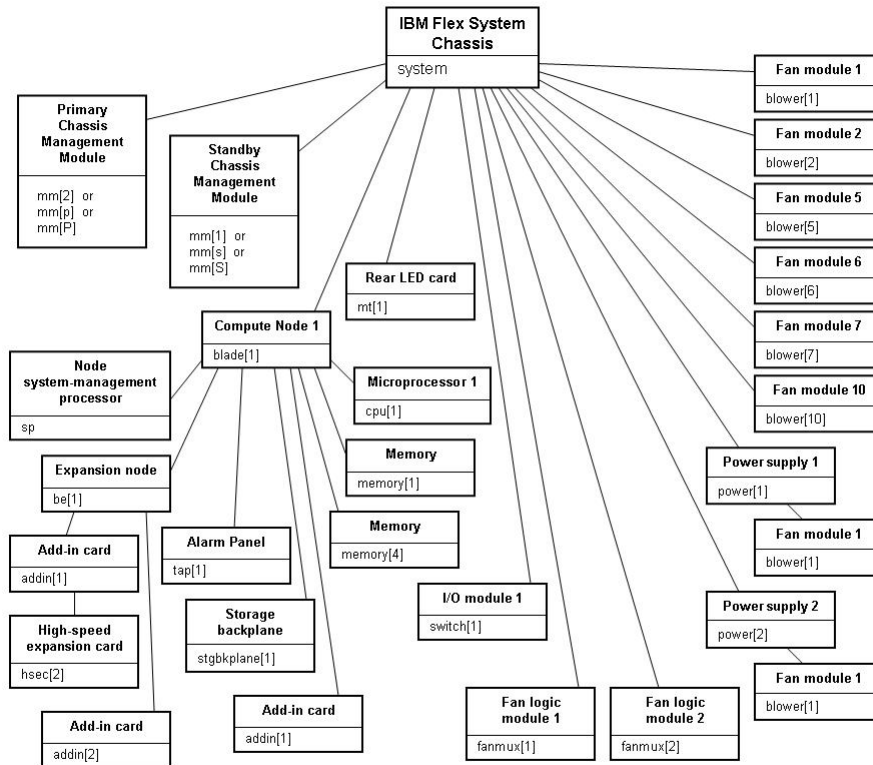 IBM Flex System
Chassis
system
Primary
Chassis
Management
Module
mm[2] or
mm[p] or
mm[P]
Standby
Chassis
Management
Module
mm[1] or
mm[s] or
mm[S]
Rear LED card
mt[1]
Compute Node 1
blade[1]
Node
system-management
processor
sp
Microprocessor 1
cpu[1]
Expansion node
be[1]
Memory
memory[1]
Memory
memory[4]
Add-in card
addin[1]
Alarm Panel
tap[1]
High-speed
expansion card
hsec[2]
Storage
backplane
stgbkplane[1]
Add-in card
addin[2]
Add-in card
addin[1]
I/O module 1
switch[1]
Fan logic
module 1
fanmux[1]
Fan logic
module 2
fanmux[2]
Fan module 1
blower[1]
Fan module 2
blower[2]
Fan module 5
blower[5]
Fan module 6
blower[6]
Fan module 7
blower[7]
Fan module 10
blower[10]
Power supply 1
power[1]
Fan module 1
blower[1]
Power supply 2
power[2]
Fan module 1
blower[1]